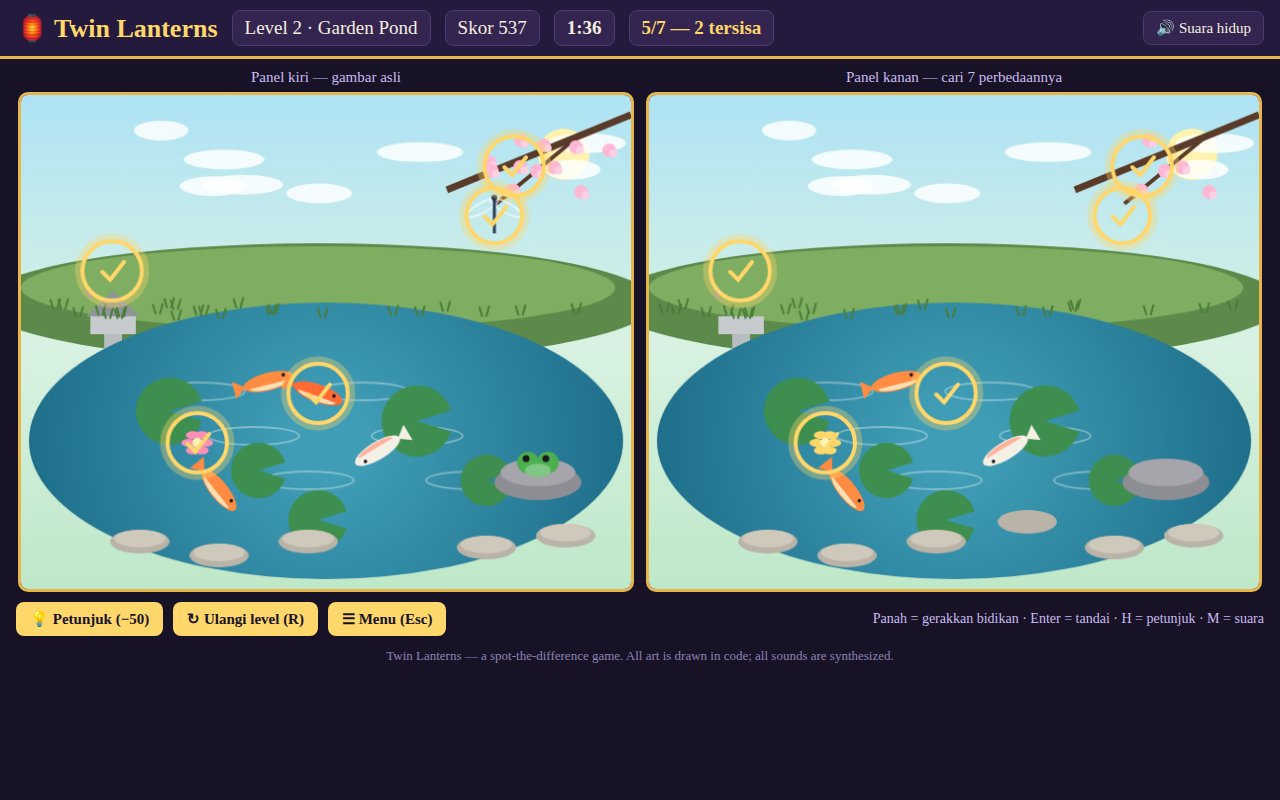 Twin Lanterns
Level 2 · Garden Pond
Skor 537
1:36
5/7 — 2 tersisa
🔊 Suara hidup
Panel kiri — gambar asli
Panel kanan — cari 7 perbedaannya
💡 Petunjuk (−50)
↻ Ulangi level (R)
☰ Menu (Esc)
Panah = gerakkan bidikan · Enter = tandai · H = petunjuk · M = suara
Twin Lanterns — a spot-the-difference game. All art is drawn in code; all sounds are synthesized.